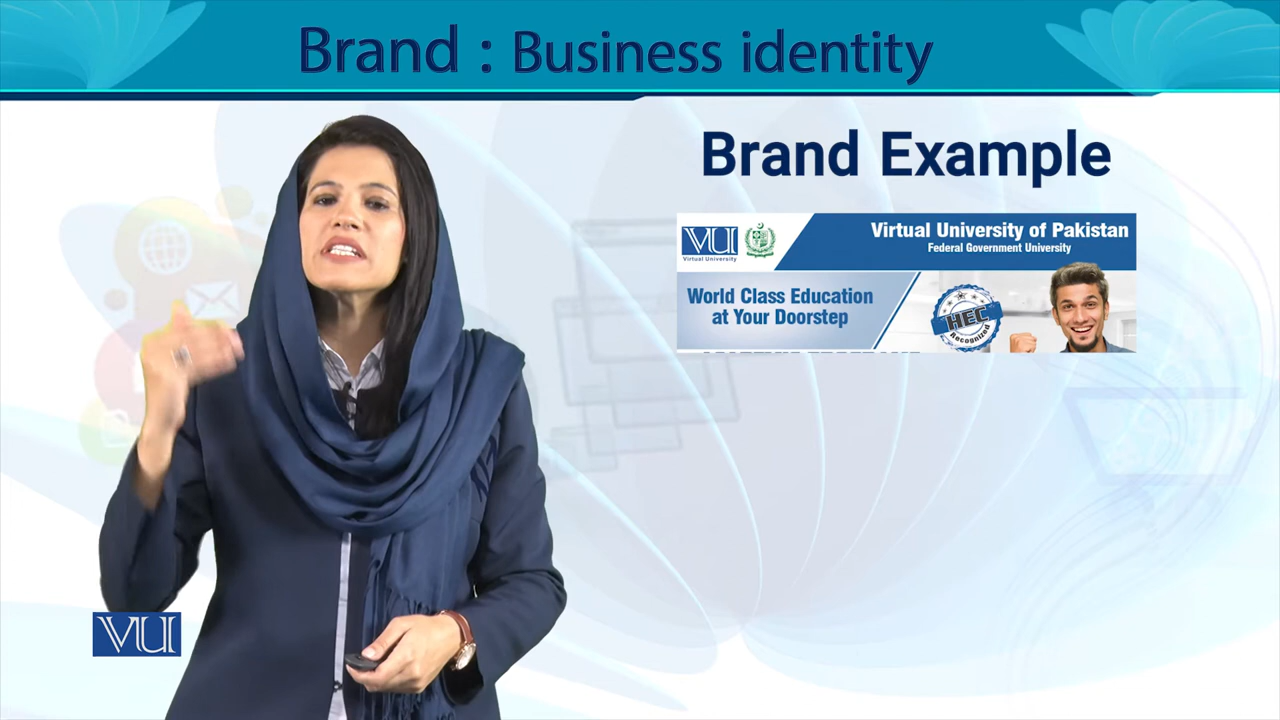 Brand : Business identity
Brand Example
VU
Virtual University
Virtual University of Pakistan
Federal Government University
World Class Education
at Your Doorstep
HEC
Recognized
VU